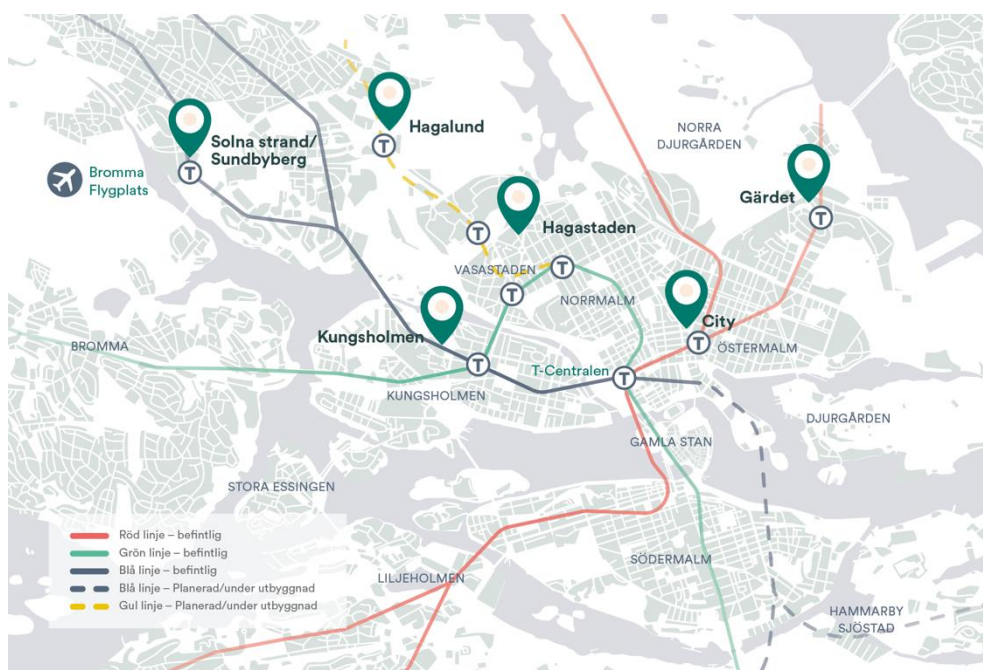 Hagalund
Solna strand/
Sundbyberg
NORRA
DJURGÅRDEN
T
T
Bromma
Flygplats
Gärdet
T
Hagastaden
T
VASASTADEN
T
T
NORRMALM
City
Kungsholmen
T
ÖSTERMALM
BROMMA
T
T-Centralen
T
KUNGSHOLMEN
DJURGÅRDEN
GAMLA STAN
STORA ESSINGEN
Röd linje – befintlig
Grön linje – befintlig
Blå linje – befintlig
Blå linje – Planerad/under utbyggnad
Gul linje – Planerad/under utbyggnad
SÖDERMALM
LILJEHOLMEN
HAMMARBY
SJÖSTAD